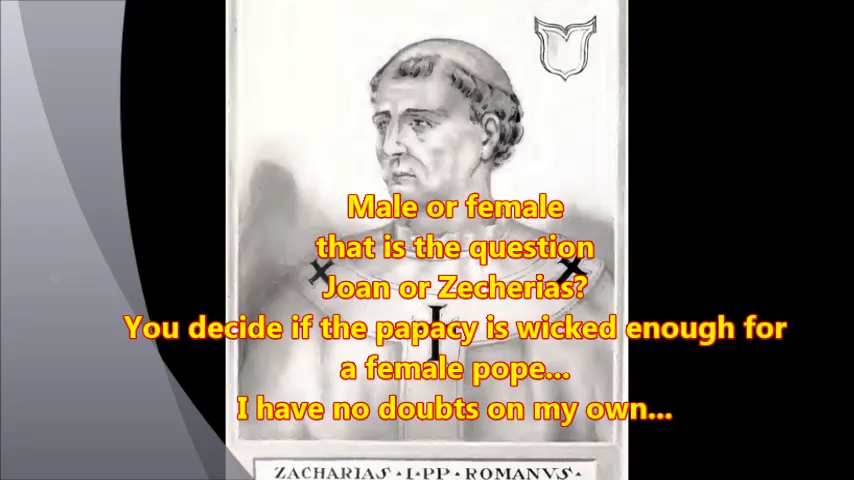 Male or female
that is the question
Joan or Zecherias?
You decide if the papacy is wicked enough for
a female pope...
I have no doubts on my own...
ZACHARIAS · I · PP · ROMANVS ·